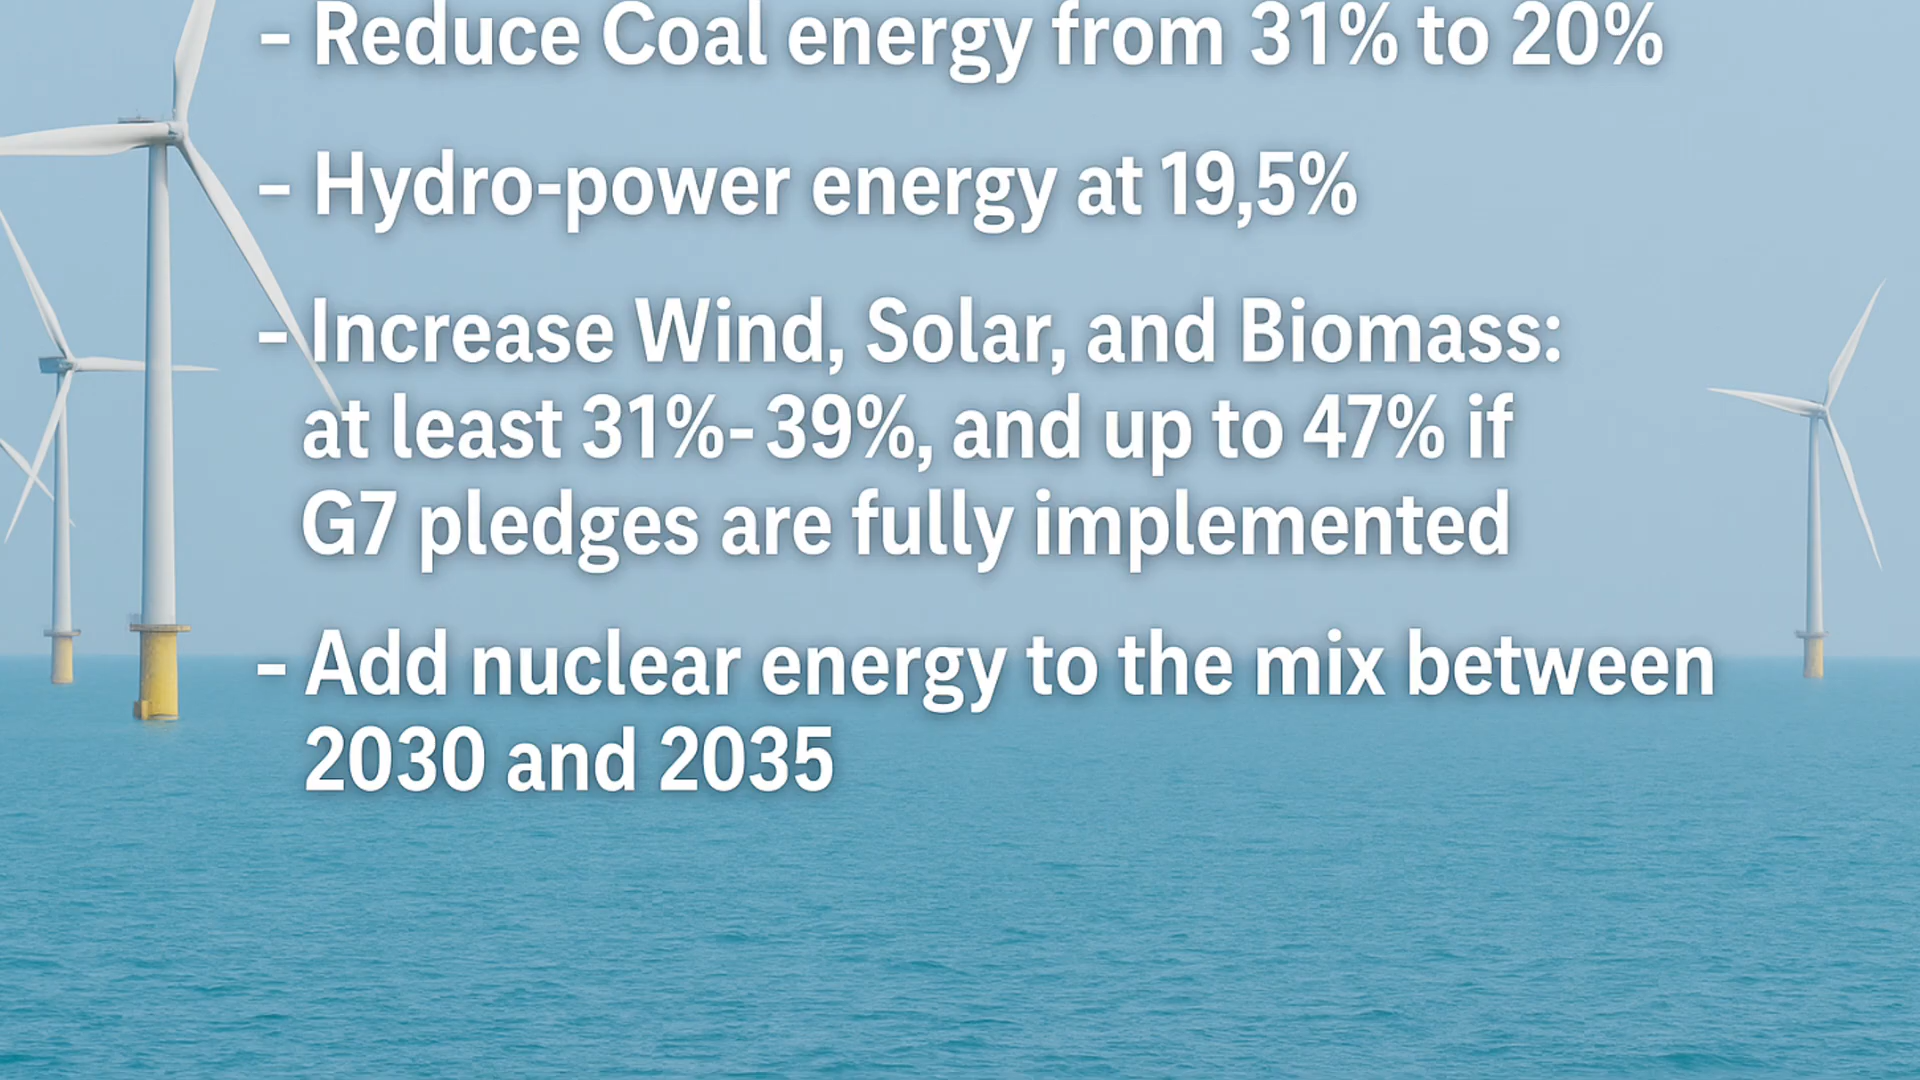 - Reduce Coal energy from 31% to 20%
- Hydro-power energy at 19,5%
- Increase Wind, Solar, and Biomass:
at least 31%-39%, and up to 47% if
G7 pledges are fully implemented
- Add nuclear energy to the mix between
2030 and 2035